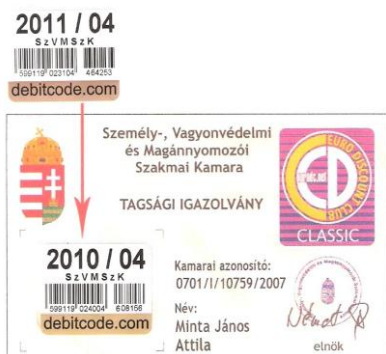 2011 / 04
SzVMSzK
599119 023104 464253
debitcode.com
Személy-, Vagyonvédelmi
és Magánnyomozói
Szakmai Kamara
TAGSÁGI IGAZOLVÁNY
EURO DISCOUNT CLUB
CLASSIC
2010 / 04
SzVMSzK
599119 024004 608166
debitcode.com
Kamarai azonosító:
0701/I/10759/2007
Név:
Minta János
Attila
elnök